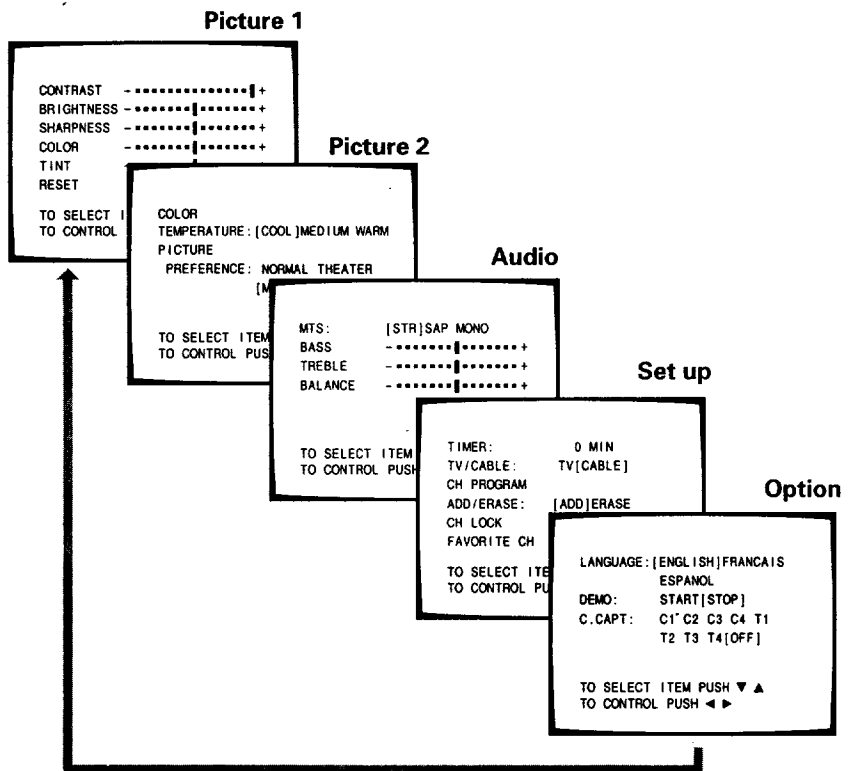 Picture 1
CONTRAST - +
BRIGHTNESS - +
SHARPNESS - +
COLOR - +
TINT
RESET
TO SELECT I
TO CONTROL
Picture 2
COLOR
TEMPERATURE: [COOL]MEDIUM WARM
PICTURE
PREFERENCE: NORMAL THEATER
[M
TO SELECT ITEM
TO CONTROL PUS
Audio
MTS: [STR]SAP MONO
BASS - +
TREBLE - +
BALANCE - +
TO SELECT ITEM
TO CONTROL PUSH
Set up
TIMER: 0 MIN
TV/CABLE: TV[CABLE]
CH PROGRAM
ADD/ERASE: [ADD]ERASE
CH LOCK
FAVORITE CH
TO SELECT ITE
TO CONTROL PU
Option
LANGUAGE:[ENGLISH]FRANCAIS
ESPANOL
DEMO: START[STOP]
C.CAPT: C1 C2 C3 C4 T1
T2 T3 T4[OFF]
TO SELECT ITEM PUSH ▼ ▲
TO CONTROL PUSH ◄ ►